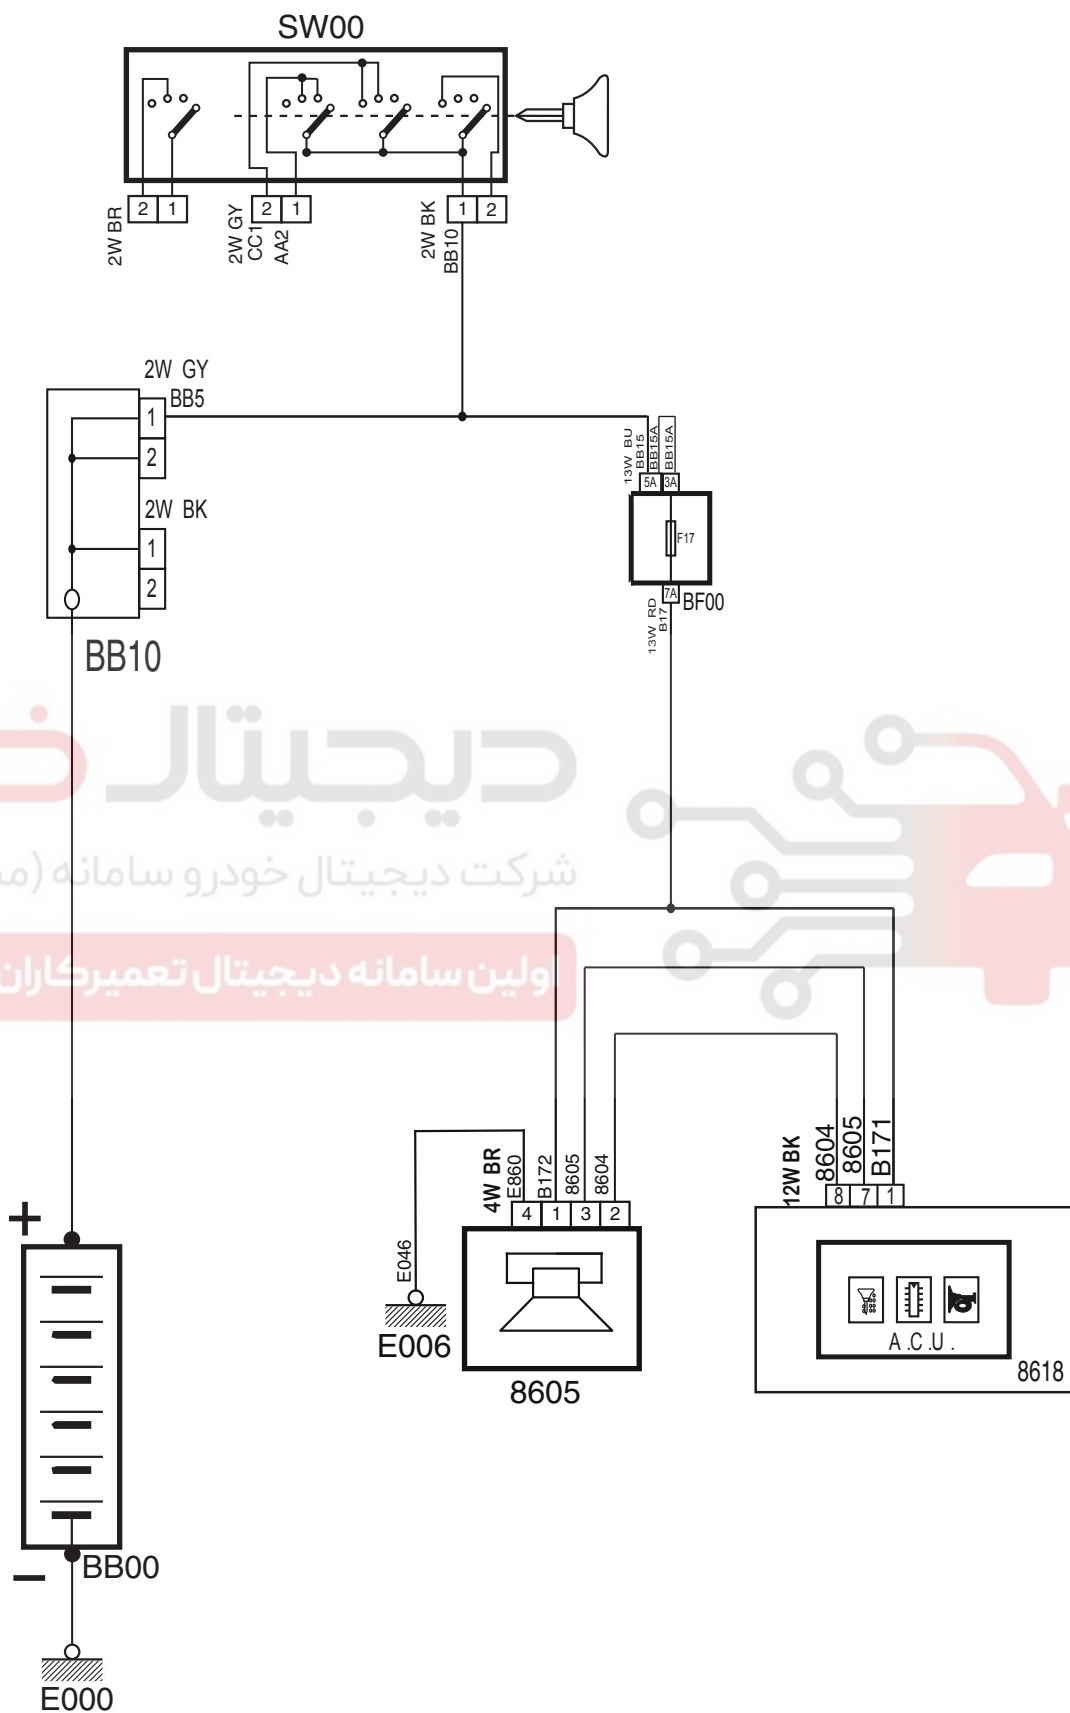 SW00
2 1
2 1
1 2
2W BR
2W GY
CC1
AA2
2W BK
BB10
2W GY
BB5
1
2
2W BK
1
2
BB10
13W BU
BB15
BB15A
BB15A
5A 3A
F17
7A
BF00
13W RD
B17
دیجیتال
شرکت دیجیتال خودرو سامانه
اولین سامانه دیجیتال تعمیرکاران
12W BK
8604
8605
B171
8 7 1
4W BR
E860
B172
8605
8604
4 1 3 2
E046
E006
8605
A.C.U.
8618
+
BB00
−
E000